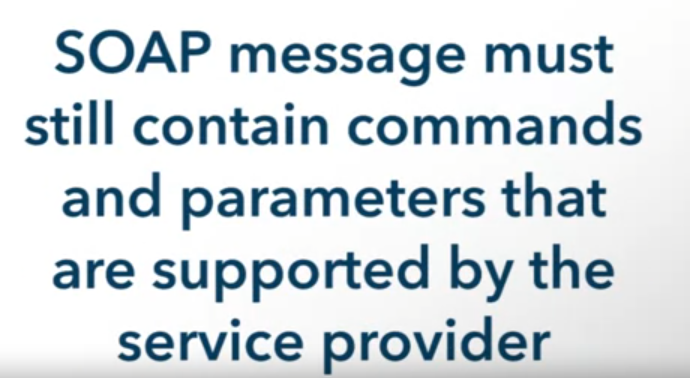 SOAP message must
still contain commands
and parameters that
are supported by the
service provider